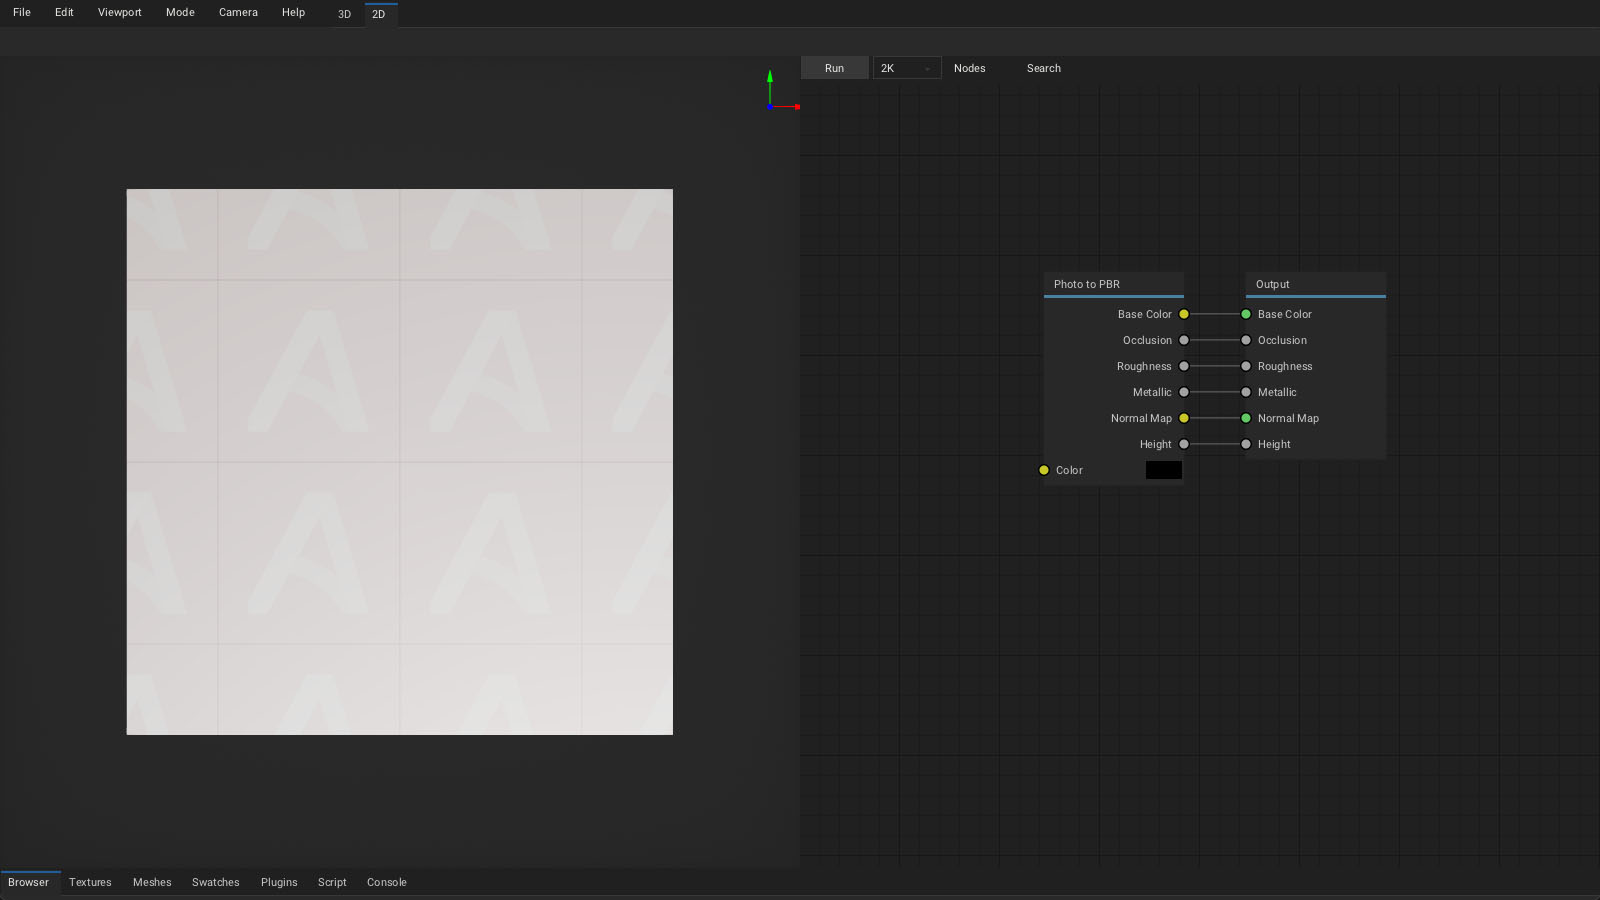 File Edit Viewport Mode Camera Help 3D 2D
Run 2K Nodes Search
Photo to PBR
Base Color
Occlusion
Roughness
Metallic
Normal Map
Height
Color
Output
Base Color
Occlusion
Roughness
Metallic
Normal Map
Height
Browser Textures Meshes Swatches Plugins Script Console